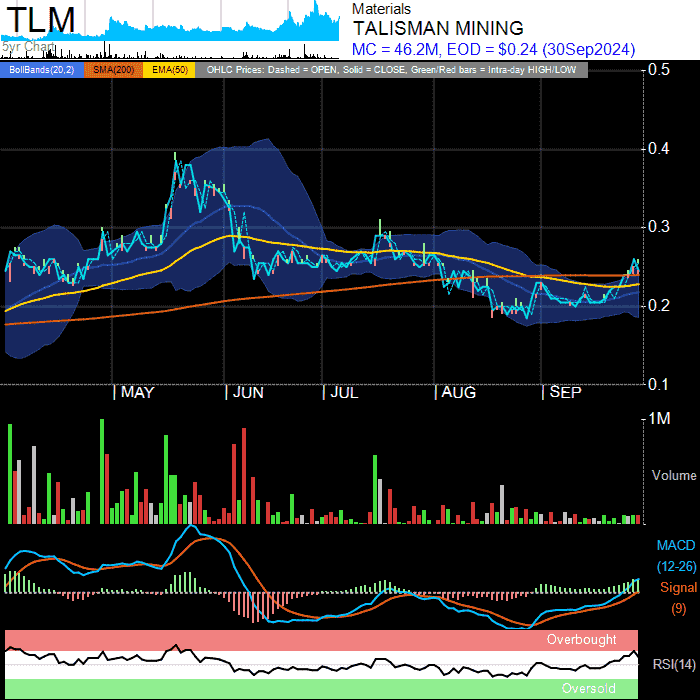 TLM
5yr Chart
Materials
TALISMAN MINING
MC = 46.2M, EOD = $0.24 (30Sep2024)
BollBands(20,2) SMA(200) EMA(50) OHLC Prices: Dashed = OPEN, Solid = CLOSE, Green/Red bars = Intra-day HIGH/LOW
0.5
0.4
0.3
0.2
0.1
MAY JUN JUL AUG SEP
1M
Volume
MACD
(12-26)
Signal
(9)
Overbought
RSI(14)
Oversold